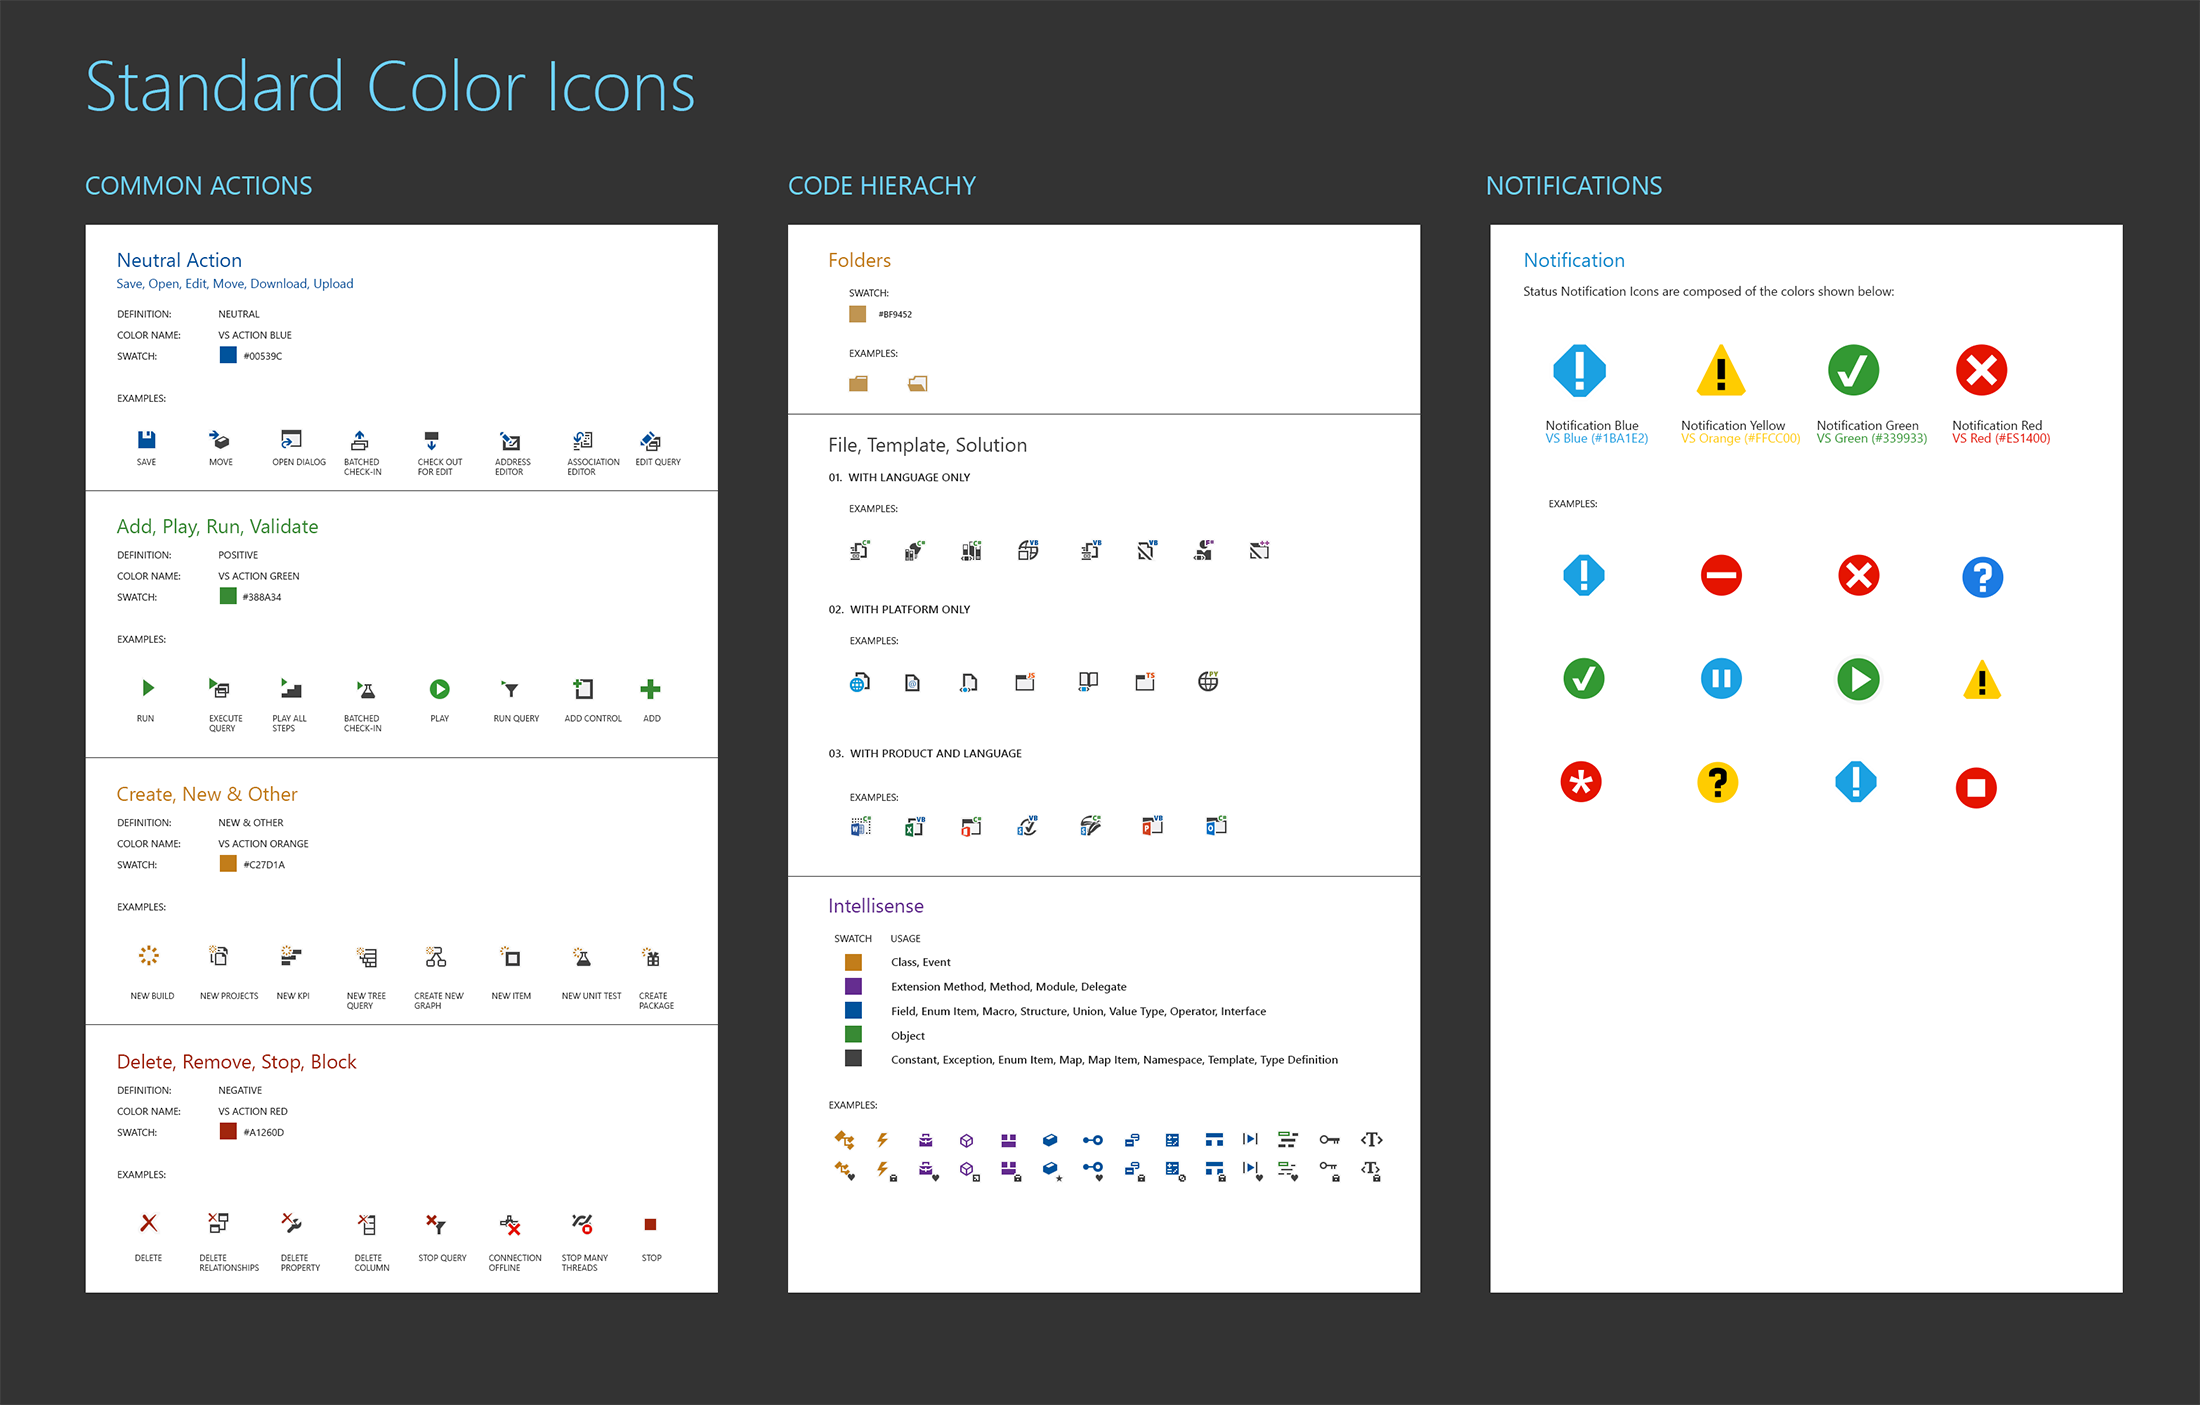 Standard Color Icons
COMMON ACTIONS
Neutral Action
Save, Open, Edit, Move, Download, Upload
DEFINITION: NEUTRAL
COLOR NAME: VS ACTION BLUE
SWATCH: #00539C
EXAMPLES:
SAVE MOVE OPEN DIALOG BATCHED CHECK OUT ADDRESS ASSOCIATION EDIT QUERY
CHECK-IN FOR EDIT EDITOR EDITOR
Add, Play, Run, Validate
DEFINITION: POSITIVE
COLOR NAME: VS ACTION GREEN
SWATCH: #388A34
EXAMPLES:
RUN EXECUTE PLAY ALL BATCHED PLAY RUN QUERY ADD CONTROL ADD
QUERY STEPS CHECK-IN
Create, New & Other
DEFINITION: NEW & OTHER
COLOR NAME: VS ACTION ORANGE
SWATCH: #C27D1A
EXAMPLES:
NEW BUILD NEW PROJECTS NEW KPI NEW TREE CREATE NEW NEW ITEM NEW UNIT TEST CREATE
QUERY GRAPH PACKAGE
Delete, Remove, Stop, Block
DEFINITION: NEGATIVE
COLOR NAME: VS ACTION RED
SWATCH: #A1260D
EXAMPLES:
DELETE DELETE DELETE DELETE STOP QUERY CONNECTION STOP MANY STOP
RELATIONSHIPS PROPERTY COLUMN OFFLINE THREADS
CODE HIERACHY
Folders
SWATCH:
#BF9452
EXAMPLES:
File, Template, Solution
01. WITH LANGUAGE ONLY
EXAMPLES:
C# C# C# VB VB VB F# ++
02. WITH PLATFORM ONLY
EXAMPLES:
@ JS TS PY
03. WITH PRODUCT AND LANGUAGE
EXAMPLES:
C# VB C# VB C# VB C#
W X S S P O
Intellisense
SWATCH USAGE
Class, Event
Extension Method, Method, Module, Delegate
Field, Enum Item, Macro, Structure, Union, Value Type, Operator, Interface
Object
Constant, Exception, Enum Item, Map, Map Item, Namespace, Template, Type Definition
EXAMPLES:
<T>
<T>
NOTIFICATIONS
Notification
Status Notification Icons are composed of the colors shown below:
! !
Notification Blue Notification Yellow Notification Green Notification Red
VS Blue (#1BA1E2) VS Orange (#FFCC00) VS Green (#339933) VS Red (#ES1400)
EXAMPLES:
! ?
!
* ? !